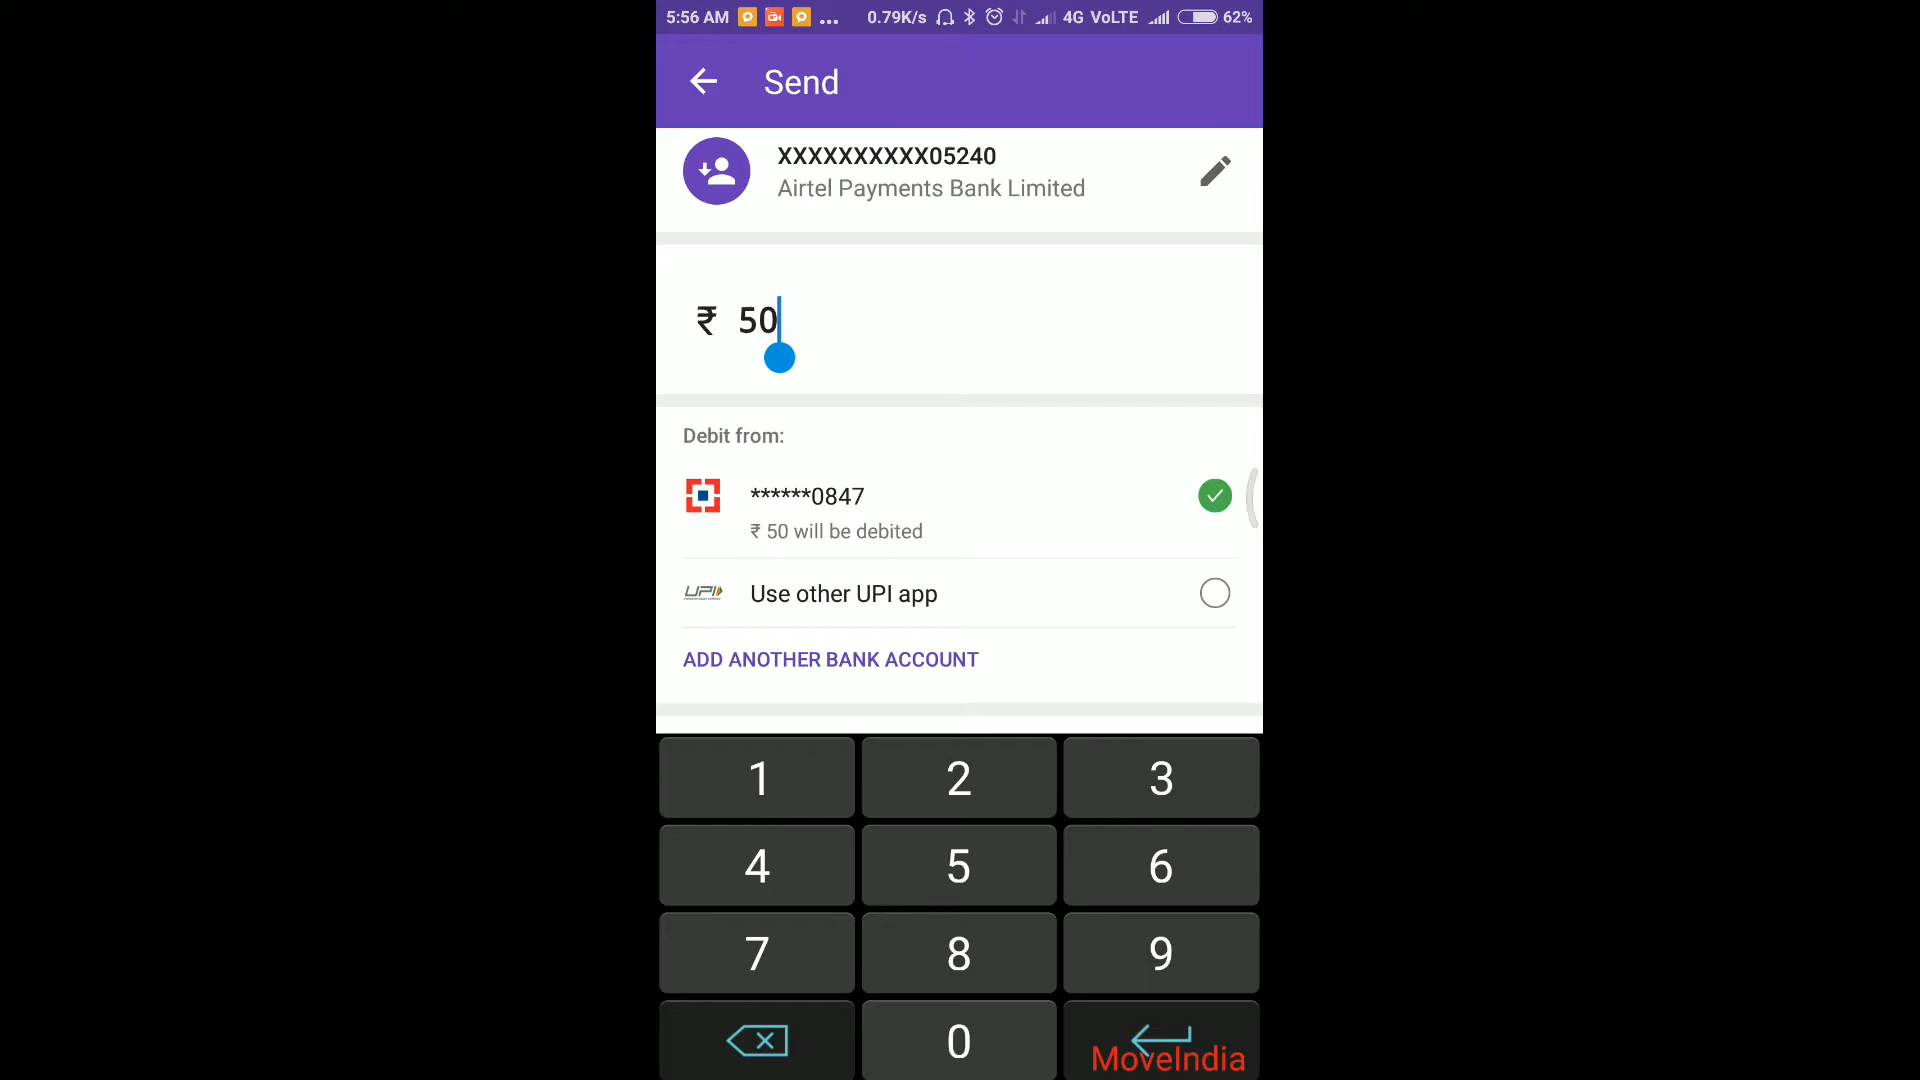 5:56 AM ... 0.79K/s 4G VoLTE 62%
Send
XXXXXXXXXX05240
Airtel Payments Bank Limited
₹ 50
Debit from:
******0847
₹ 50 will be debited
UPI Use other UPI app
ADD ANOTHER BANK ACCOUNT
1 2 3
4 5 6
7 8 9
0
MoveIndia